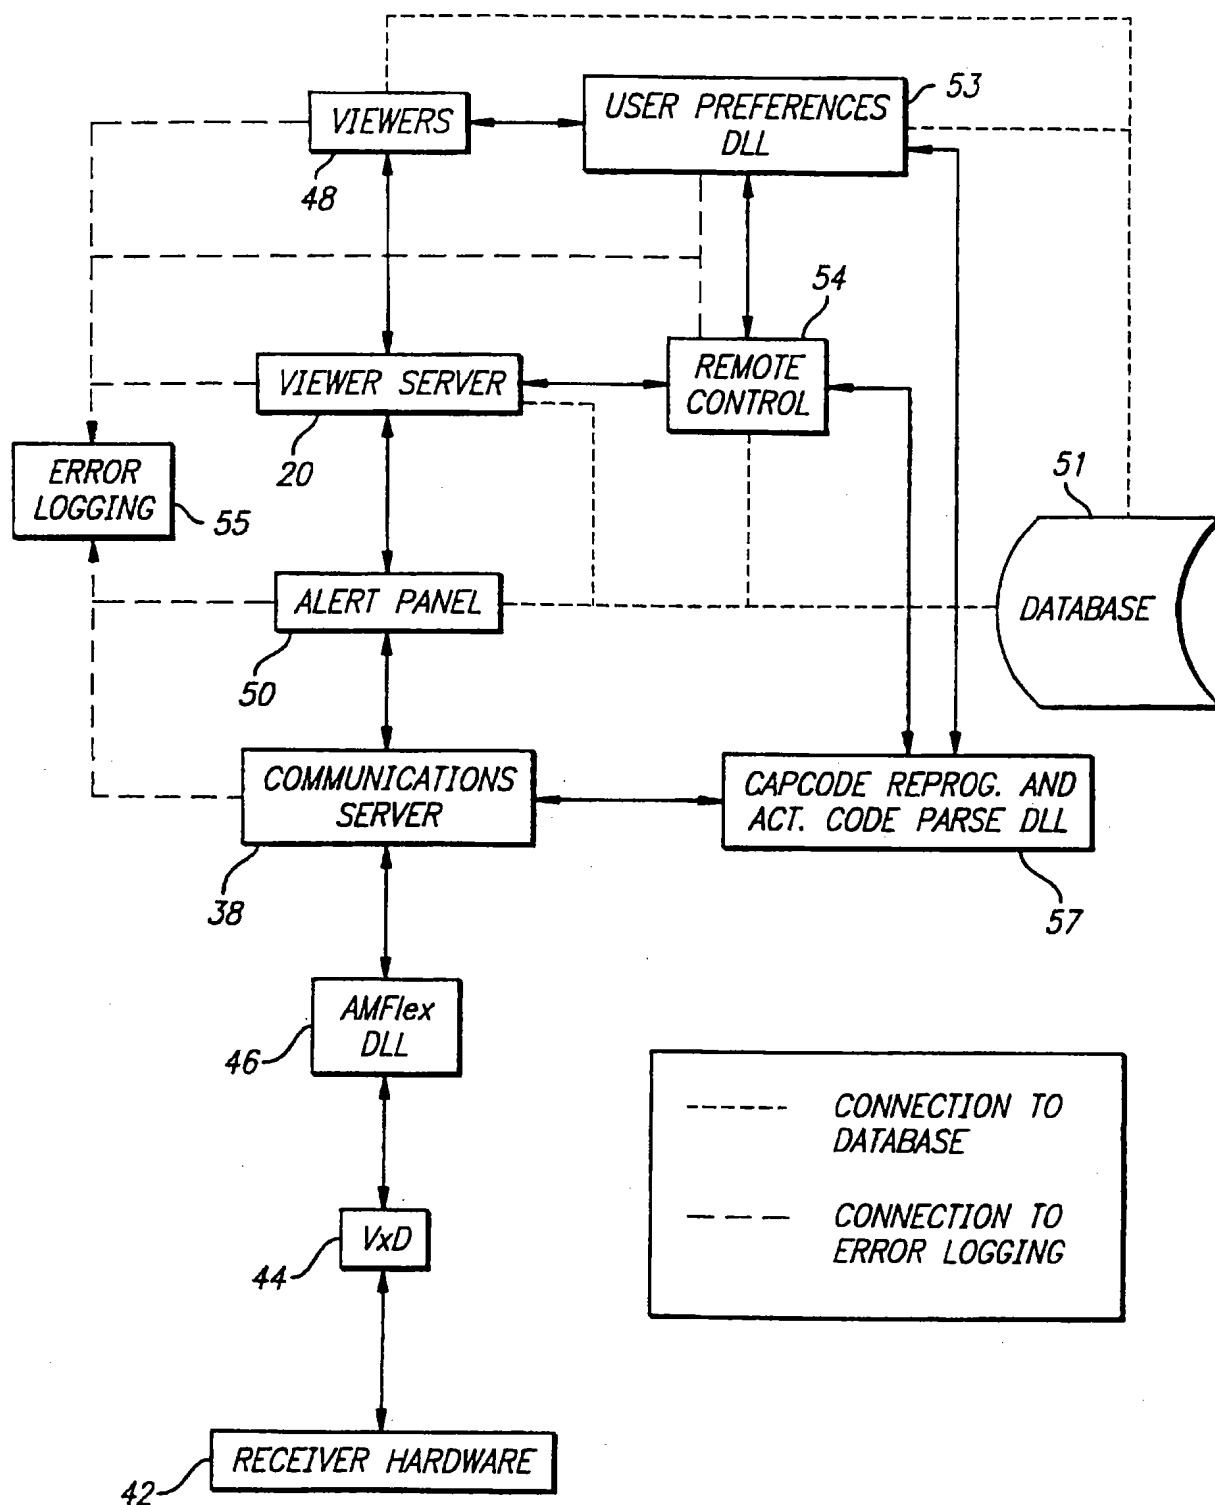 VIEWERS
48
USER PREFERENCES
DLL
53
54
VIEWER SERVER
20
REMOTE
CONTROL
ERROR
LOGGING
55
51
DATABASE
ALERT PANEL
50
COMMUNICATIONS
SERVER
38
CAPCODE REPROG. AND
ACT. CODE PARSE DLL
57
AMFlex
DLL
46
VxD
44
RECEIVER HARDWARE
42
CONNECTION TO
DATABASE
CONNECTION TO
ERROR LOGGING